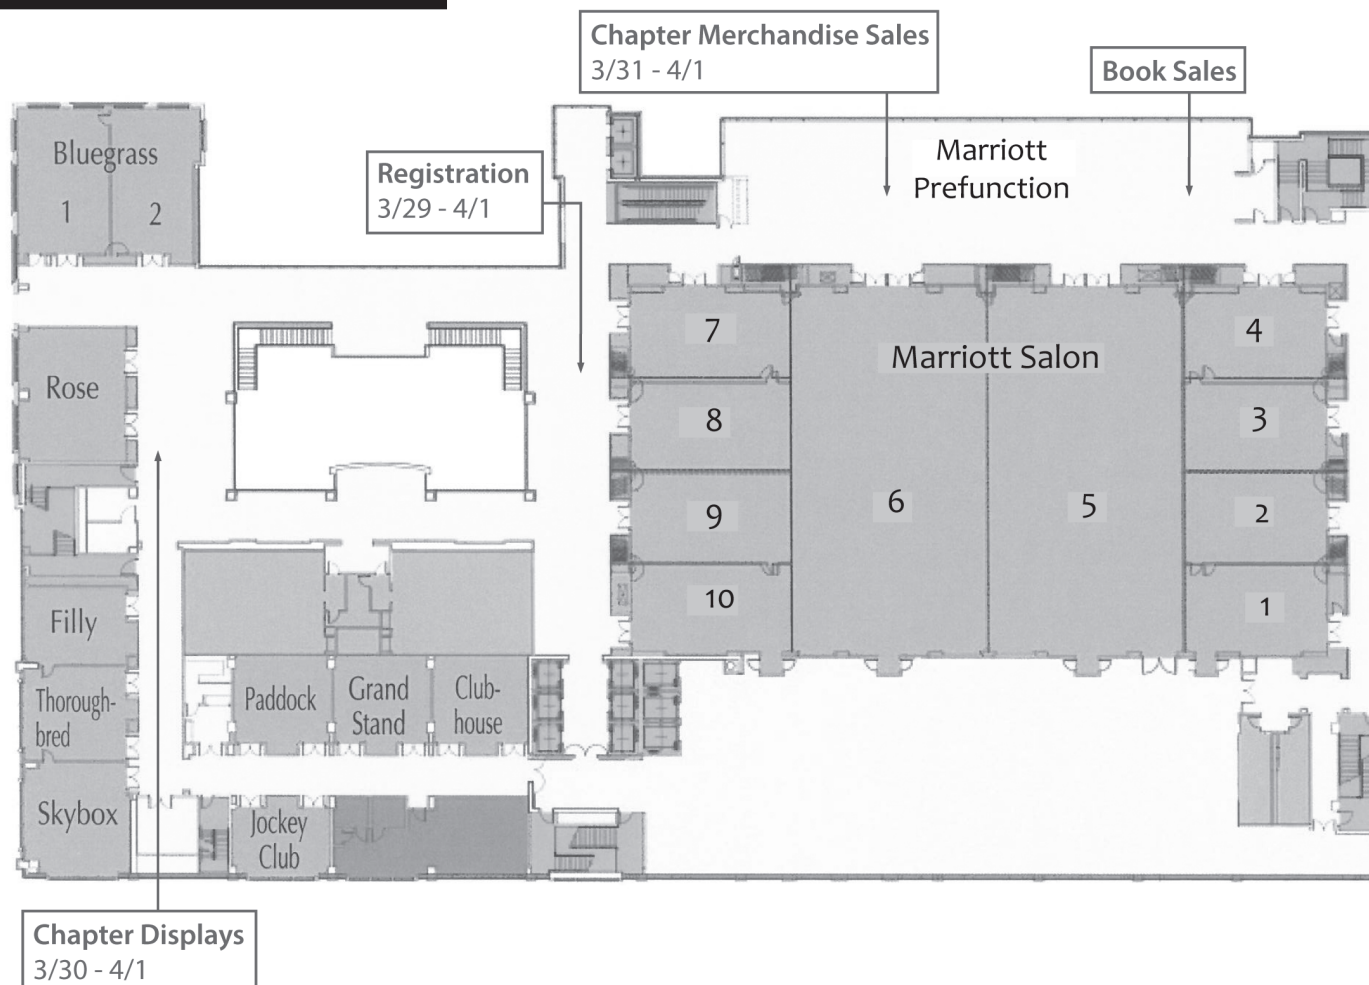 Chapter Merchandise Sales
3/31 - 4/1
Book Sales
Bluegrass
1
2
Registration
3/29 - 4/1
Marriott
Prefunction
Rose
7
Marriott Salon
4
8
3
9
6
5
2
10
1
Filly
Thorough-
bred
Paddock
Grand
Stand
Club-
house
Skybox
Jockey
Club
Chapter Displays
3/30 - 4/1